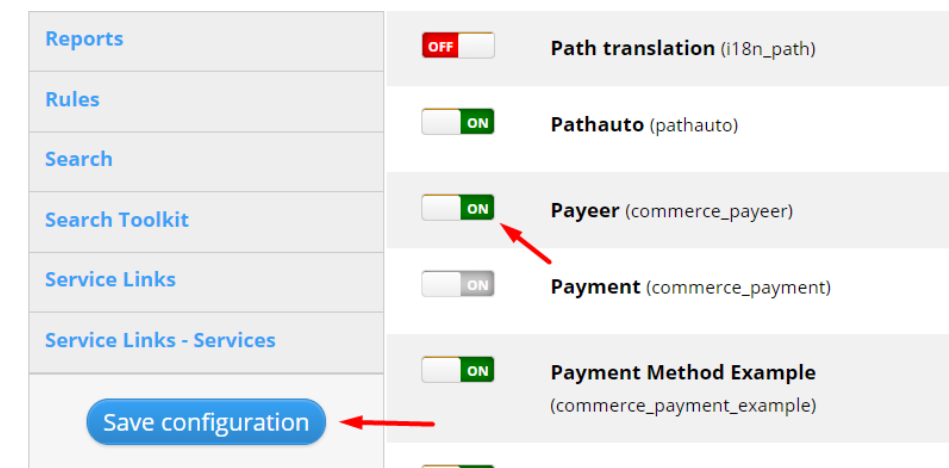 Reports
Rules
Search
Search Toolkit
Service Links
Service Links - Services
Save configuration
OFF Path translation (i18n_path)
ON Pathauto (pathauto)
ON Payeer (commerce_payeer)
ON Payment (commerce_payment)
ON Payment Method Example
(commerce_payment_example)